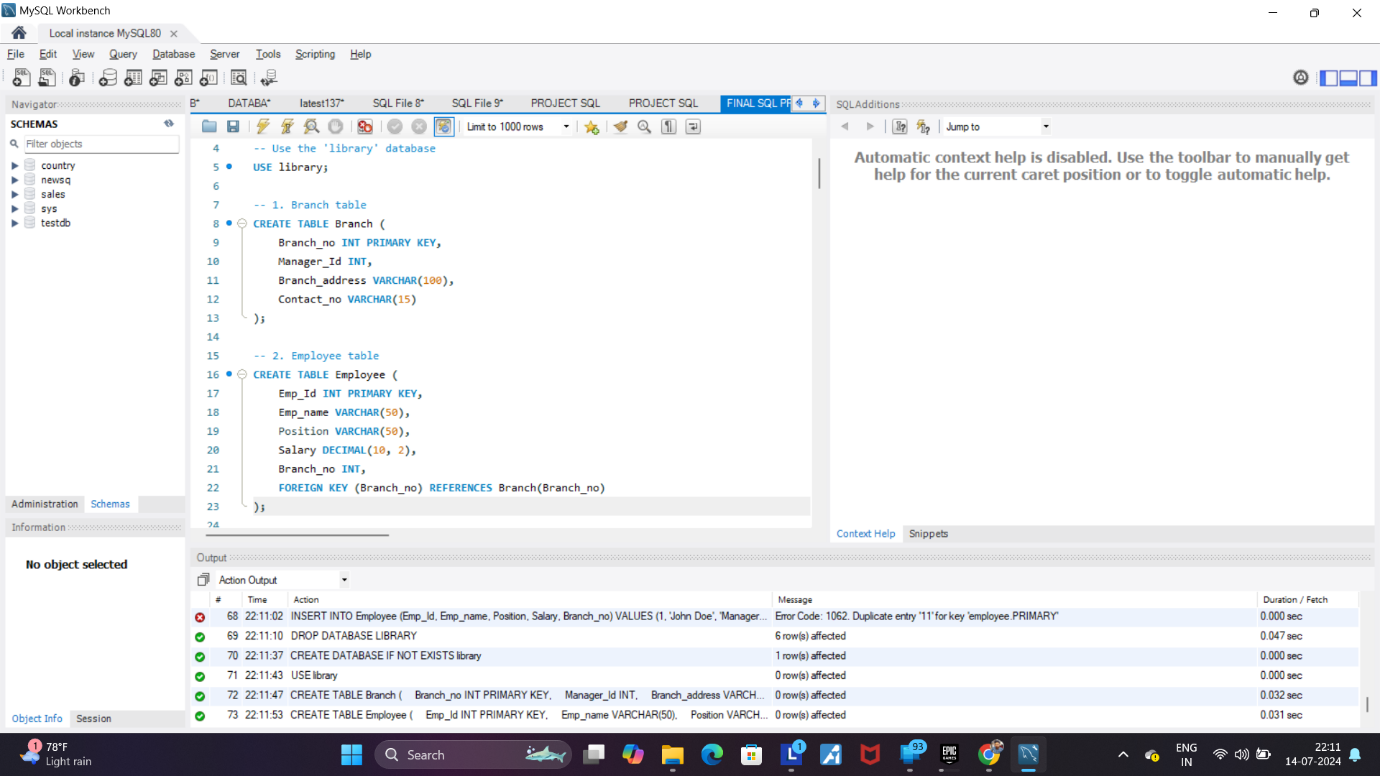 MySQL Workbench
Local instance MySQL80
File Edit View Query Database Server Tools Scripting Help
Navigator
SCHEMAS
Filter objects
country
newsq
sales
sys
testdb
Administration Schemas
Information
No object selected
Object Info Session
B* DATABA* latest137* SQL File 8* SQL File 9* PROJECT SQL PROJECT SQL FINAL SQL PF
Limit to 1000 rows
4 -- Use the 'library' database
5 USE library;
6
7 -- 1. Branch table
8 CREATE TABLE Branch (
9 Branch_no INT PRIMARY KEY,
10 Manager_Id INT,
11 Branch_address VARCHAR(100),
12 Contact_no VARCHAR(15)
13 );
14
15 -- 2. Employee table
16 CREATE TABLE Employee (
17 Emp_Id INT PRIMARY KEY,
18 Emp_name VARCHAR(50),
19 Position VARCHAR(50),
20 Salary DECIMAL(10, 2),
21 Branch_no INT,
22 FOREIGN KEY (Branch_no) REFERENCES Branch(Branch_no)
23 );
24
SQLAdditions
Jump to
Automatic context help is disabled. Use the toolbar to manually get
help for the current caret position or to toggle automatic help.
Context Help Snippets
Output
Action Output
# Time Action Message Duration / Fetch
68 22:11:02 INSERT INTO Employee (Emp_Id, Emp_name, Position, Salary, Branch_no) VALUES (1, 'John Doe', 'Manager... Error Code: 1062. Duplicate entry '11' for key 'employee.PRIMARY' 0.000 sec
69 22:11:10 DROP DATABASE LIBRARY 6 row(s) affected 0.047 sec
70 22:11:37 CREATE DATABASE IF NOT EXISTS library 1 row(s) affected 0.000 sec
71 22:11:43 USE library 0 row(s) affected 0.000 sec
72 22:11:47 CREATE TABLE Branch ( Branch_no INT PRIMARY KEY, Manager_Id INT, Branch_address VARCH... 0 row(s) affected 0.032 sec
73 22:11:53 CREATE TABLE Employee ( Emp_Id INT PRIMARY KEY, Emp_name VARCHAR(50), Position VARCH... 0 row(s) affected 0.031 sec
1
78°F
Light rain
Search
L
1
93
EPIC
GAMES
ENG
IN
22:11
14-07-2024